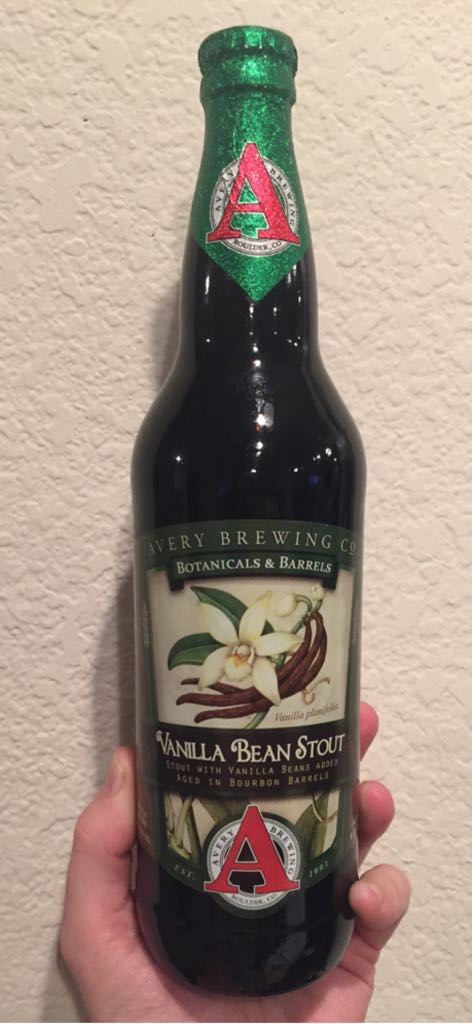 AVERY BREWING
A
BOULDER, CO
AVERY BREWING CO
BOTANICALS & BARRELS
Vanilla planifolia
VANILLA BEAN STOUT
STOUT WITH VANILLA BEANS ADDED
AGED IN BOURBON BARRELS
AVERY BREWING
A
BOULDER, CO
EST. 1993